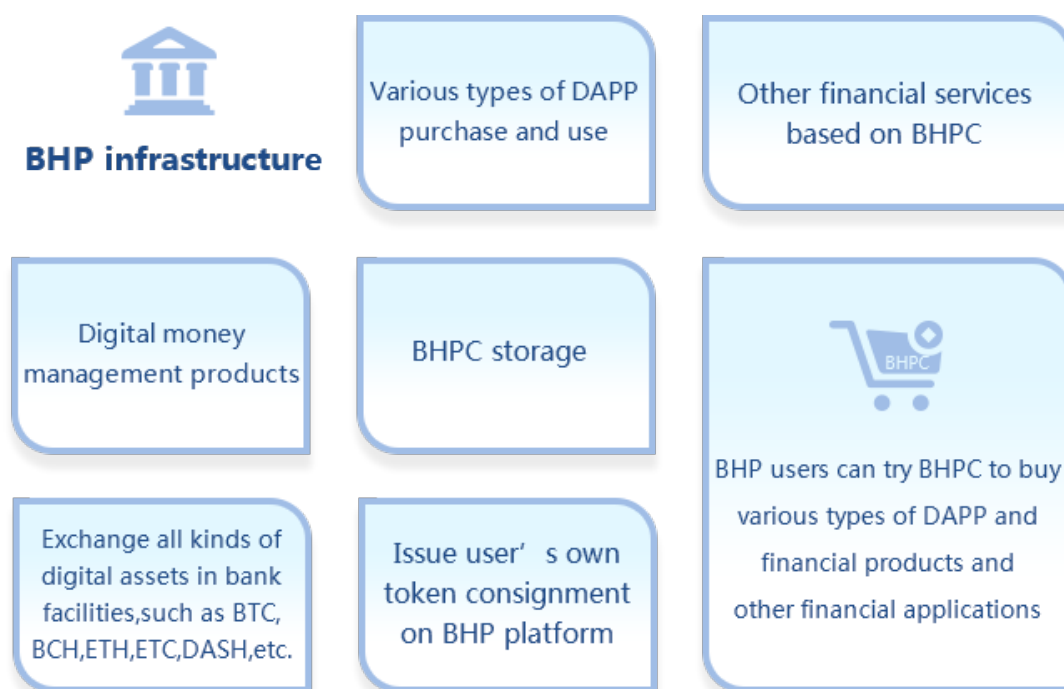 BHP infrastructure
Various types of DAPP
purchase and use
Other financial services
based on BHPC
Digital money
management products
BHPC storage
BHPC
BHP users can try BHPC to buy
various types of DAPP and
financial products and
other financial applications
Exchange all kinds of
digital assets in bank
facilities,such as BTC,
BCH,ETH,ETC,DASH,etc.
Issue user’ s own
token consignment
on BHP platform